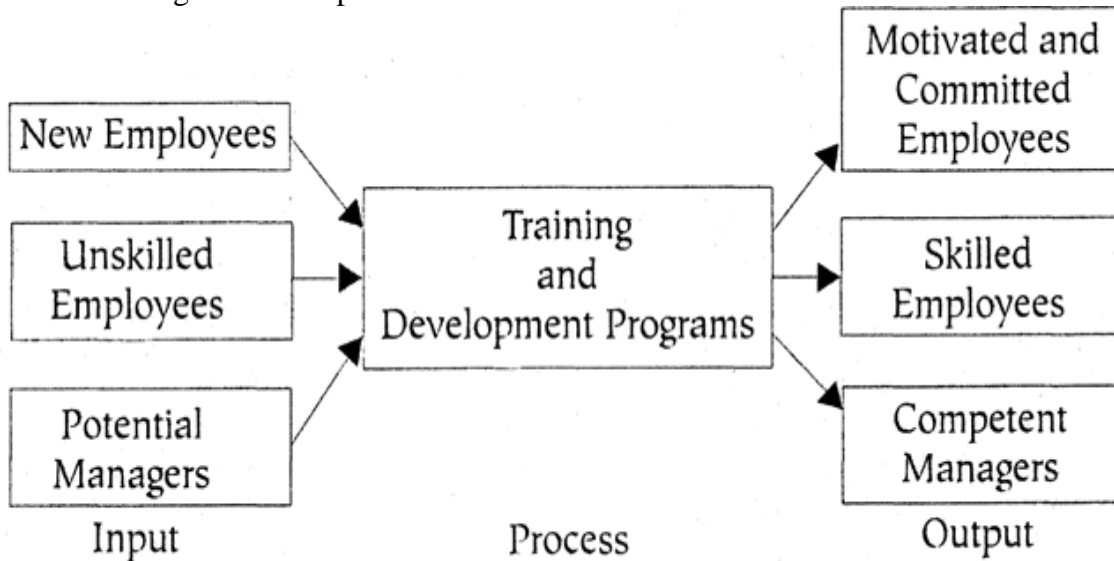 New Employees
Unskilled
Employees
Potential
Managers
Input
Training
and
Development Programs
Process
Motivated and
Committed
Employees
Skilled
Employees
Competent
Managers
Output